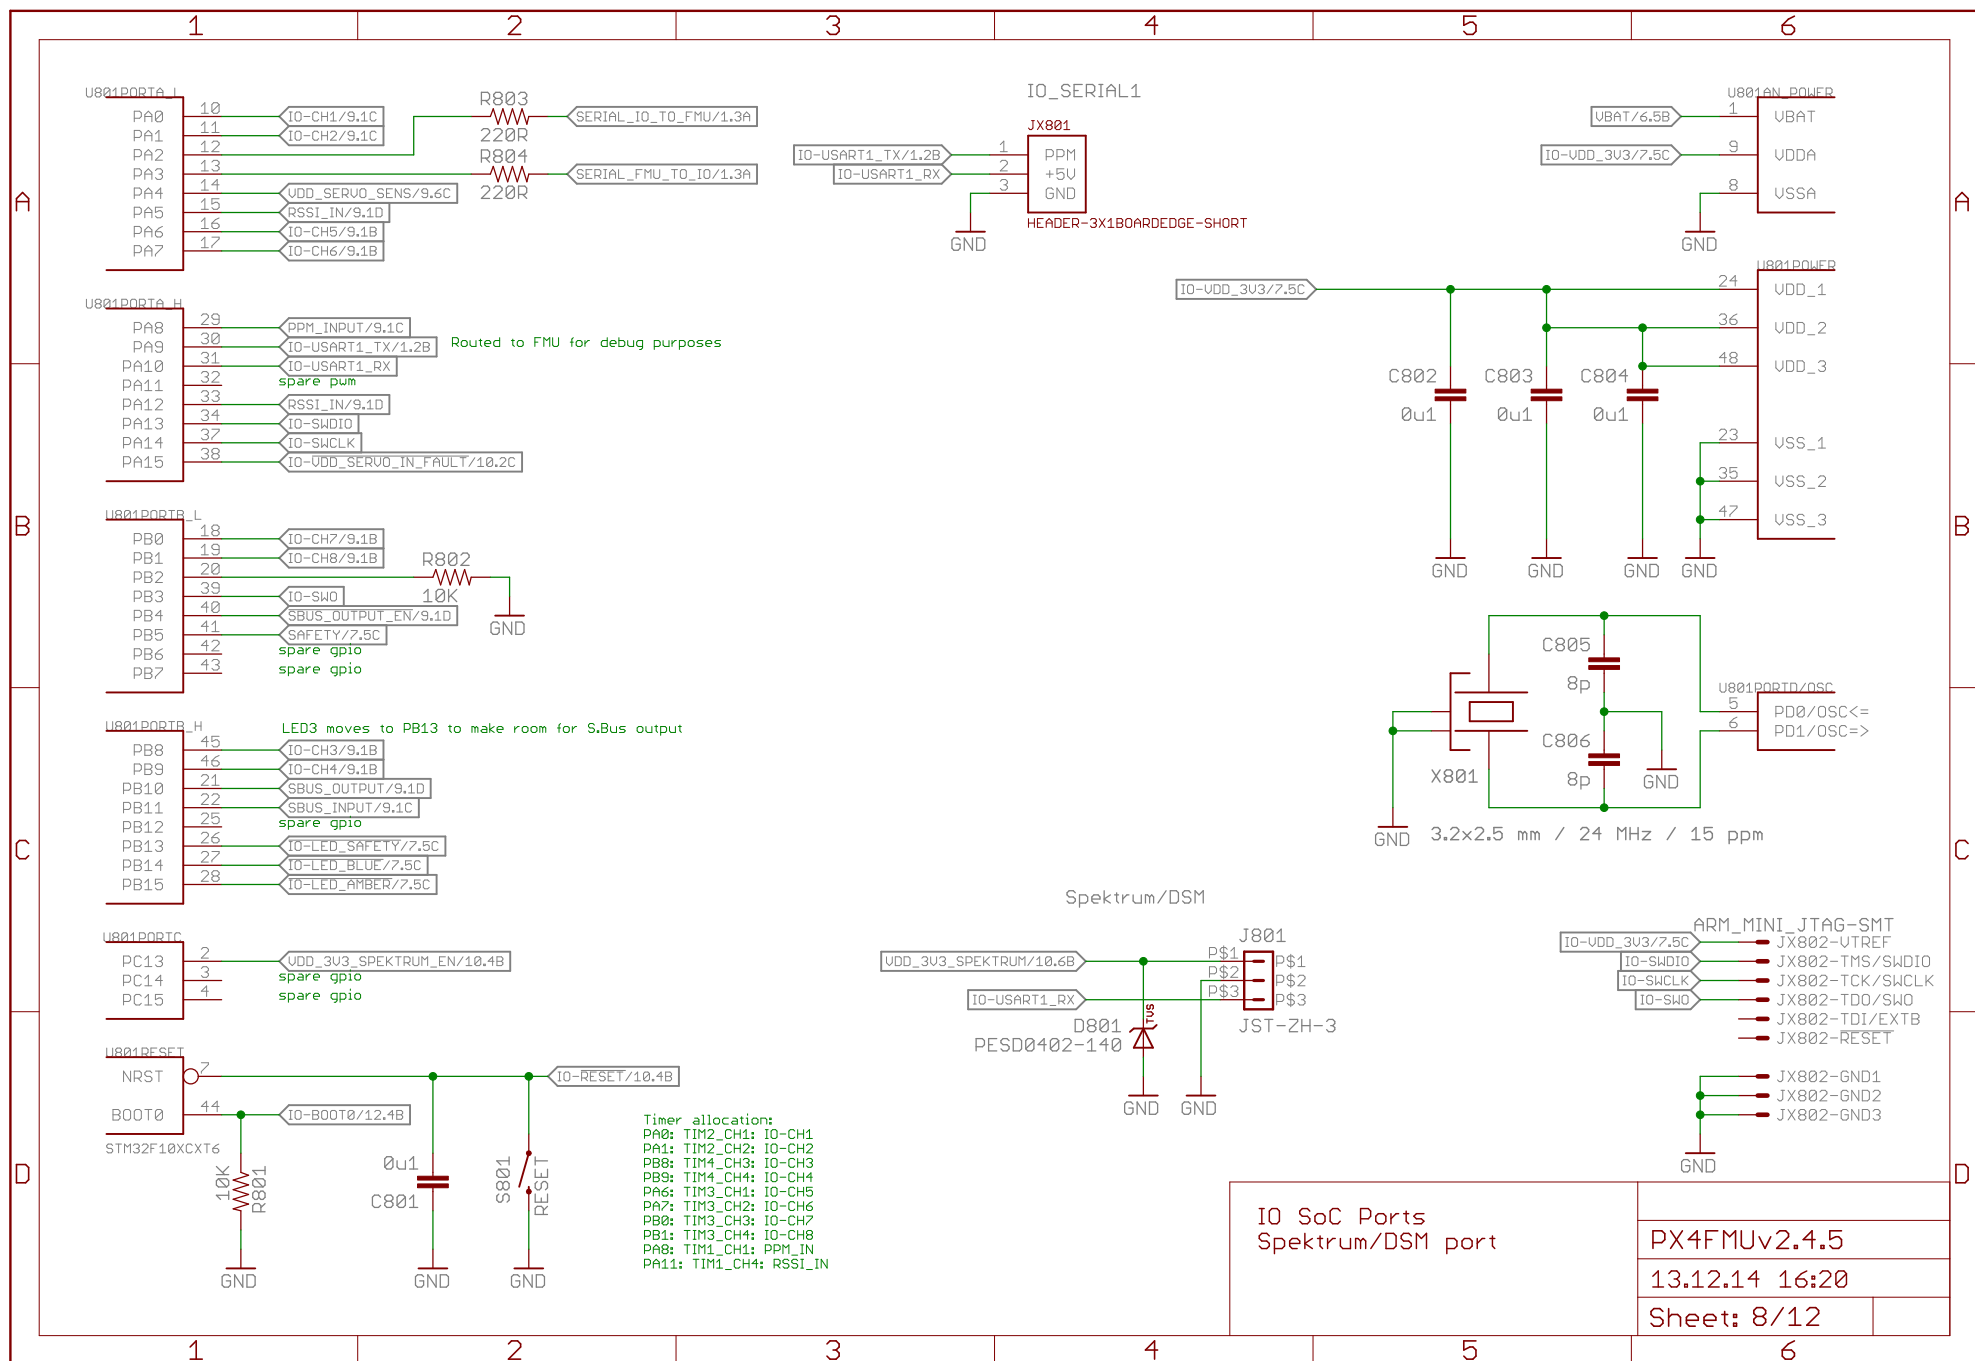 1 2 3 4 5 6
A
B
C
D
A
B
C
D
1 2 3 4 5 6
U801PORTA_L
PA0 10 IO-CH1/9.1C
PA1 11 IO-CH2/9.1C
PA2 12
PA3 13
PA4 14 VDD_SERVO_SENS/9.6C
PA5 15 RSSI_IN/9.1D
PA6 16 IO-CH5/9.1B
PA7 17 IO-CH6/9.1B
R803
220R
SERIAL_IO_TO_FMU/1.3A
R804
220R
SERIAL_FMU_TO_IO/1.3A
U801PORTA_H
PA8 29 PPM_INPUT/9.1C
PA9 30 IO-USART1_TX/1.2B
Routed to FMU for debug purposes
PA10 31 IO-USART1_RX
PA11 32 spare pwm
PA12 33 RSSI_IN/9.1D
PA13 34 IO-SWDIO
PA14 37 IO-SWCLK
PA15 38 IO-VDD_SERVO_IN_FAULT/10.2C
U801PORTB_L
PB0 18 IO-CH7/9.1B
PB1 19 IO-CH8/9.1B
PB2 20
R802
10K
GND
PB3 39 IO-SWO
PB4 40 SBUS_OUTPUT_EN/9.1D
PB5 41 SAFETY/7.5C
PB6 42 spare gpio
PB7 43 spare gpio
U801PORTB_H
LED3 moves to PB13 to make room for S.Bus output
PB8 45 IO-CH3/9.1B
PB9 46 IO-CH4/9.1B
PB10 21 SBUS_OUTPUT/9.1D
PB11 22 SBUS_INPUT/9.1C
PB12 25 spare gpio
PB13 26 IO-LED_SAFETY/7.5C
PB14 27 IO-LED_BLUE/7.5C
PB15 28 IO-LED_AMBER/7.5C
U801PORTC
PC13 2 VDD_3V3_SPEKTRUM_EN/10.4B
PC14 3 spare gpio
PC15 4 spare gpio
U801RESET
NRST 7 IO-RESET/10.4B
BOOT0 44 IO-BOOT0/12.4B
STM32F10XCXT6
10K
R801
GND
0u1
C801
GND
S801
RESET
GND
Timer allocation:
PA0: TIM2_CH1: IO-CH1
PA1: TIM2_CH2: IO-CH2
PB8: TIM4_CH3: IO-CH3
PB9: TIM4_CH4: IO-CH4
PA6: TIM3_CH1: IO-CH5
PA7: TIM3_CH2: IO-CH6
PB0: TIM3_CH3: IO-CH7
PB1: TIM3_CH4: IO-CH8
PA8: TIM1_CH1: PPM_IN
PA11: TIM1_CH4: RSSI_IN
IO_SERIAL1
JX801
IO-USART1_TX/1.2B 1 PPM
IO-USART1_RX 2 +5V
3 GND
GND
HEADER-3X1BOARDEDGE-SHORT
U801AN_POWER
VBAT/6.5B 1 VBAT
IO-VDD_3V3/7.5C 9 VDDA
8 VSSA
GND
U801POWER
IO-VDD_3V3/7.5C 24 VDD_1
36 VDD_2
48 VDD_3
C802 C803 C804
0u1 0u1 0u1
23 VSS_1
35 VSS_2
47 VSS_3
GND GND GND GND
C805
8p
C806
8p
X801
GND
GND
3.2x2.5 mm / 24 MHz / 15 ppm
U801PORTD/OSC
5 PD0/OSC<=
6 PD1/OSC=>
Spektrum/DSM
J801
VDD_3V3_SPEKTRUM/10.6B P$1 P$1
P$2 P$2
IO-USART1_RX P$3 P$3
JST-ZH-3
TVS
D801
PESD0402-140
GND GND
ARM_MINI_JTAG-SMT
IO-VDD_3V3/7.5C JX802-VTREF
IO-SWDIO JX802-TMS/SWDIO
IO-SWCLK JX802-TCK/SWCLK
IO-SWO JX802-TDO/SWO
JX802-TDI/EXTB
JX802-RESET
JX802-GND1
JX802-GND2
JX802-GND3
GND
IO SoC Ports
Spektrum/DSM port
PX4FMUv2.4.5
13.12.14 16:20
Sheet: 8/12